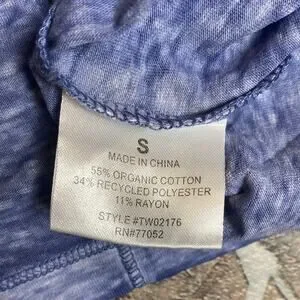 S
MADE IN CHINA
55% ORGANIC COTTON
34% RECYCLED POLYESTER
11% RAYON
STYLE #TW02176
RN#77052